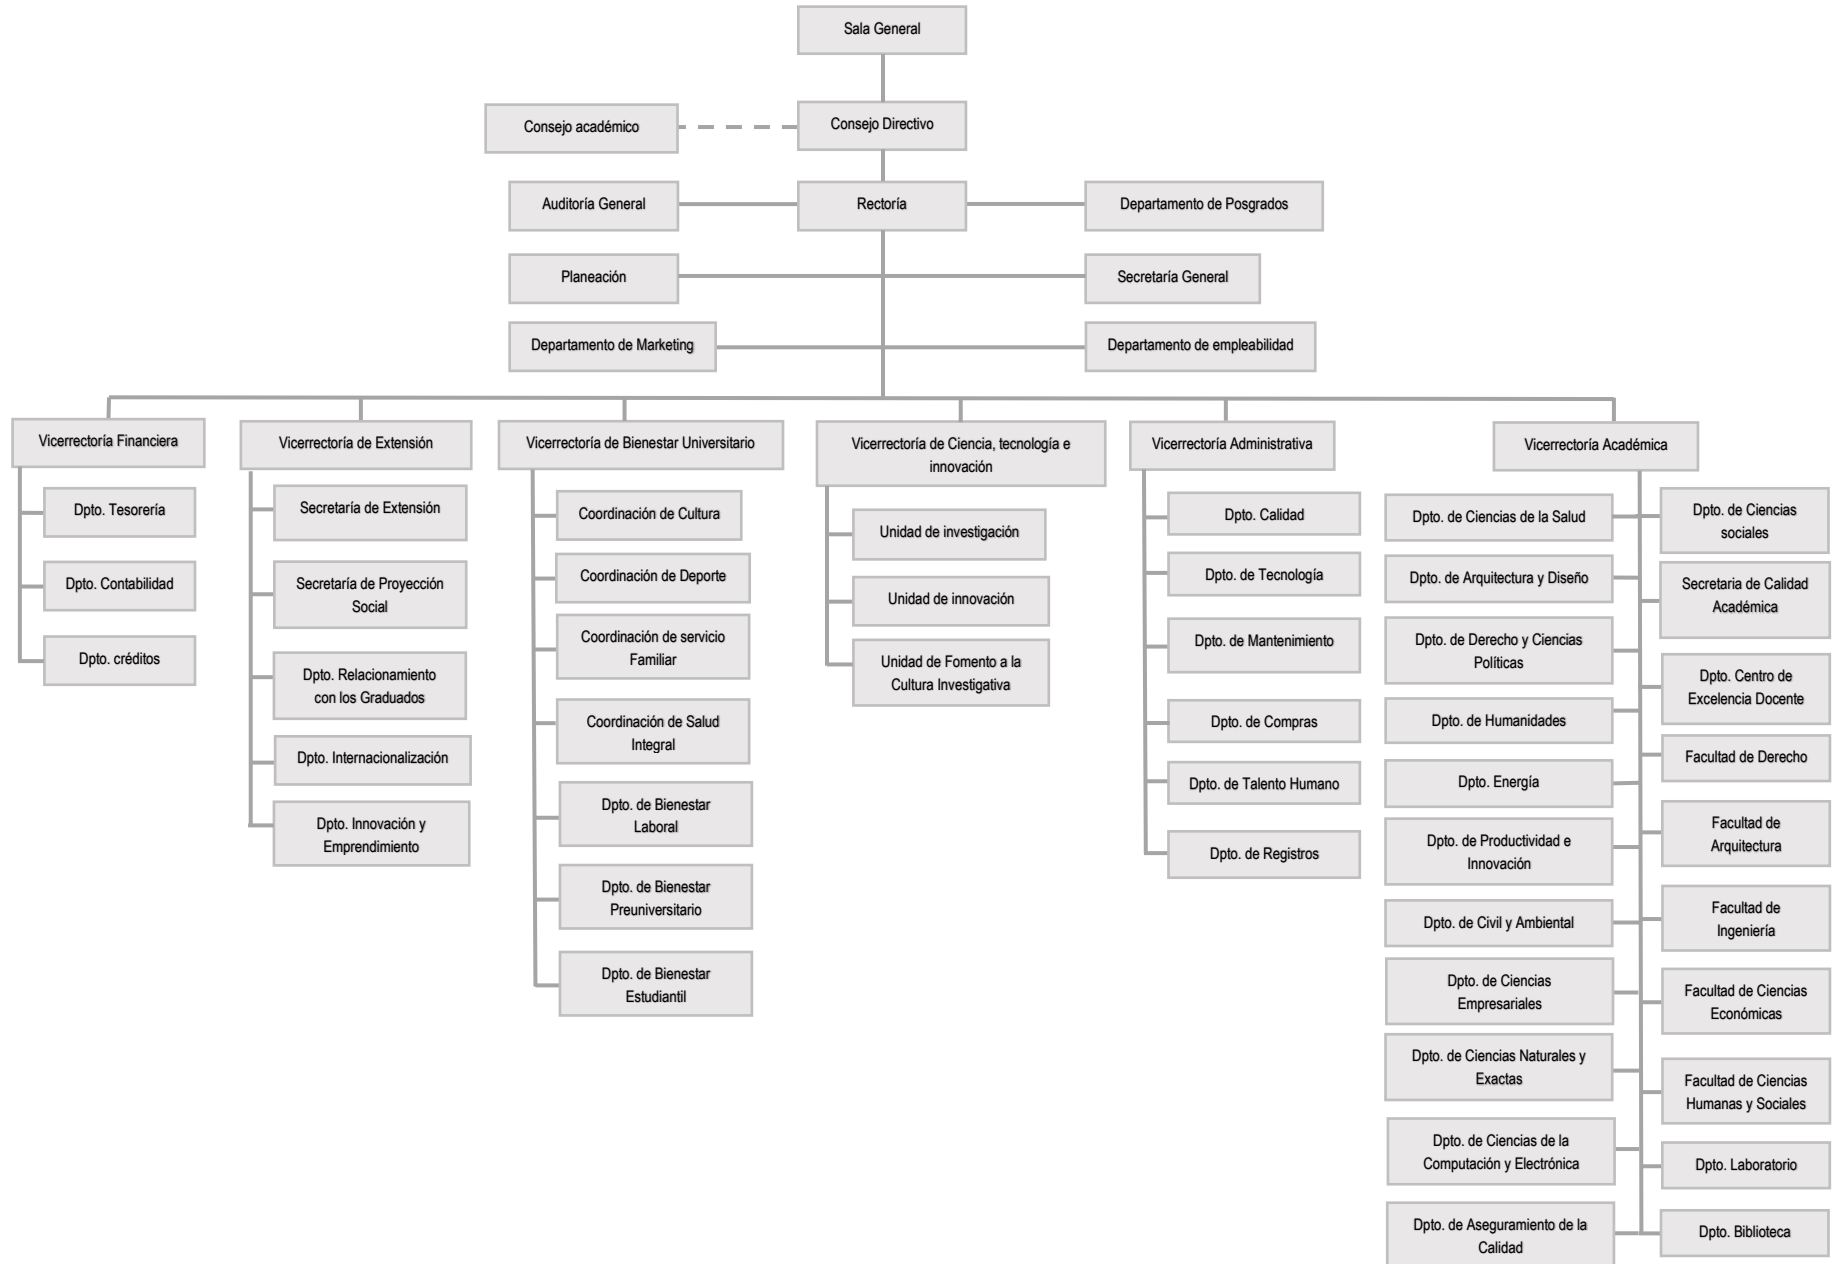 Sala General
Consejo académico
Consejo Directivo
Auditoría General
Rectoría
Departamento de Posgrados
Planeación
Secretaría General
Departamento de Marketing
Departamento de empleabilidad
Vicerrectoría Financiera
Dpto. Tesorería
Dpto. Contabilidad
Dpto. créditos
Vicerrectoría de Extensión
Secretaría de Extensión
Secretaría de Proyección
Social
Dpto. Relacionamiento
con los Graduados
Dpto. Internacionalización
Dpto. Innovación y
Emprendimiento
Vicerrectoría de Bienestar Universitario
Coordinación de Cultura
Coordinación de Deporte
Coordinación de servicio
Familiar
Coordinación de Salud
Integral
Dpto. de Bienestar
Laboral
Dpto. de Bienestar
Preuniversitario
Dpto. de Bienestar
Estudiantil
Vicerrectoría de Ciencia, tecnología e
innovación
Unidad de investigación
Unidad de innovación
Unidad de Fomento a la
Cultura Investigativa
Vicerrectoría Administrativa
Dpto. Calidad
Dpto. de Tecnología
Dpto. de Mantenimiento
Dpto. de Compras
Dpto. de Talento Humano
Dpto. de Registros
Vicerrectoría Académica
Dpto. de Ciencias de la Salud
Dpto. de Arquitectura y Diseño
Dpto. de Derecho y Ciencias
Políticas
Dpto. de Humanidades
Dpto. Energía
Dpto. de Productividad e
Innovación
Dpto. de Civil y Ambiental
Dpto. de Ciencias
Empresariales
Dpto. de Ciencias Naturales y
Exactas
Dpto. de Ciencias de la
Computación y Electrónica
Dpto. de Aseguramiento de la
Calidad
Dpto. de Ciencias
sociales
Secretaria de Calidad
Académica
Dpto. Centro de
Excelencia Docente
Facultad de Derecho
Facultad de
Arquitectura
Facultad de
Ingeniería
Facultad de Ciencias
Económicas
Facultad de Ciencias
Humanas y Sociales
Dpto. Laboratorio
Dpto. Biblioteca